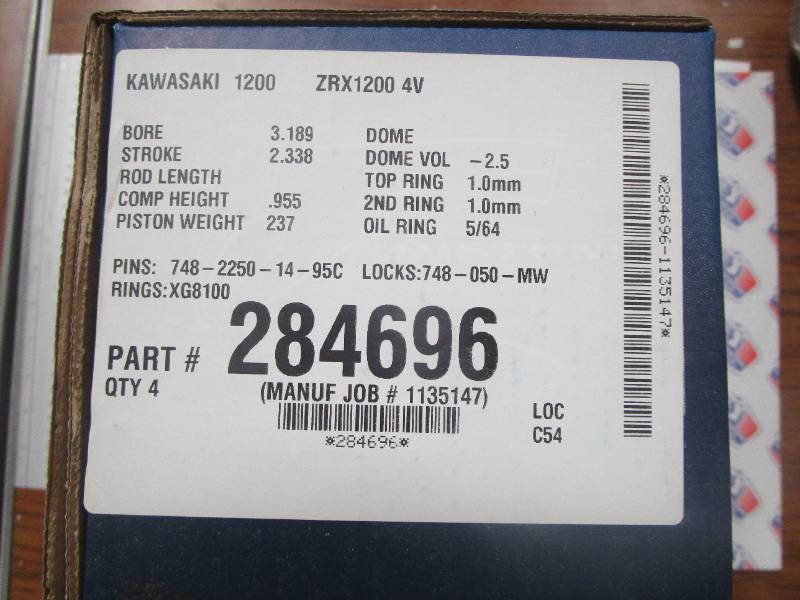 KAWASAKI 1200 ZRX1200 4V
BORE 3.189 DOME
STROKE 2.338 DOME VOL -2.5
ROD LENGTH TOP RING 1.0mm
COMP HEIGHT .955 2ND RING 1.0mm
PISTON WEIGHT 237 OIL RING 5/64
PINS: 748-2250-14-95C LOCKS:748-050-MW
RINGS:XG8100
PART # 284696
QTY 4 (MANUF JOB # 1135147)
*284696*
LOC
C54
*284696-1135147*